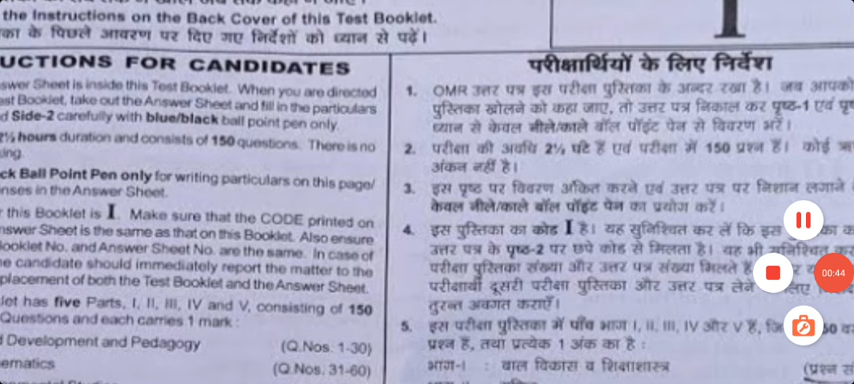 the Instructions on the Back Cover of this Test Booklet.
का के पिछले आवरण पर दिए गए निर्देशों को ध्यान से पढ़ें।
I
UCTIONS FOR CANDIDATES
swer Sheet is inside this Test Booklet. When you are directed
est Booklet, take out the Answer Sheet and fill in the particulars
d Side-2 carefully with blue/black ball point pen only.
2½ hours duration and consists of 150 questions. There is no
ing.
ck Ball Point Pen only for writing particulars on this page/
nses in the Answer Sheet.
this Booklet is I. Make sure that the CODE printed on
nswer Sheet is the same as that on this Booklet. Also ensure
ooklet No. and Answer Sheet No. are the same. In case of
e candidate should immediately report the matter to the
placement of both the Test Booklet and the Answer Sheet.
let has five Parts, I, II, III, IV and V, consisting of 150
Questions and each carries 1 mark :
Development and Pedagogy (Q.Nos. 1-30)
ematics (Q.Nos. 31-60)
परीक्षार्थियों के लिए निर्देश
1. OMR उत्तर पत्र इस परीक्षा पुस्तिका के अन्दर रखा है। जब आपको
पुस्तिका खोलने को कहा जाए, तो उत्तर पत्र निकाल कर पृष्ठ-1 एवं पृष
ध्यान से केवल नीले/काले बॉल पॉइंट पेन से विवरण भरें।
2. परीक्षा की अवधि 2½ घंटे है एवं परीक्षा में 150 प्रश्न हैं। कोई ऋ
अंकन नहीं है।
3. इस पृष्ठ पर विवरण अंकित करने एवं उत्तर पत्र पर निशान लगाने
केवल नीले/काले बॉल पॉइंट पेन का प्रयोग करें।
4. इस पुस्तिका का कोड I है। यह सुनिश्चित कर लें कि इस का क
उत्तर पत्र के पृष्ठ-2 पर छपे कोड से मिलता है। यह भी सुनिश्चित कर
परीक्षा पुस्तिका संख्या और उत्तर पत्र संख्या मिलते है
परीक्षार्थी दूसरी परीक्षा पुस्तिका और उत्तर पत्र लेने लिए
तुरन्त अवगत कराएँ।
5. इस परीक्षा पुस्तिका में पाँच भाग I, II, III, IV और V हैं, जि 50 व
प्रश्न हैं, तथा प्रत्येक 1 अंक का है :
भाग-I : बाल विकास व शिक्षाशास्त्र (प्रश्न सं
00:44